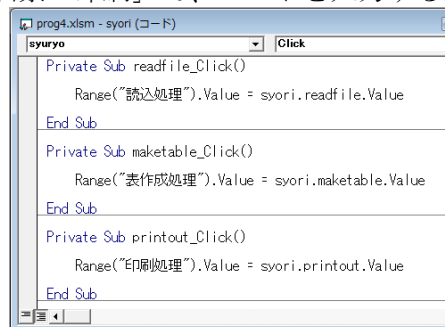 prog4.xlsm - syori (コード)
syuryo Click
Private Sub readfile_Click()
Range("読込処理").Value = syori.readfile.Value
End Sub
Private Sub maketable_Click()
Range("表作成処理").Value = syori.maketable.Value
End Sub
Private Sub printout_Click()
Range("印刷処理").Value = syori.printout.Value
End Sub